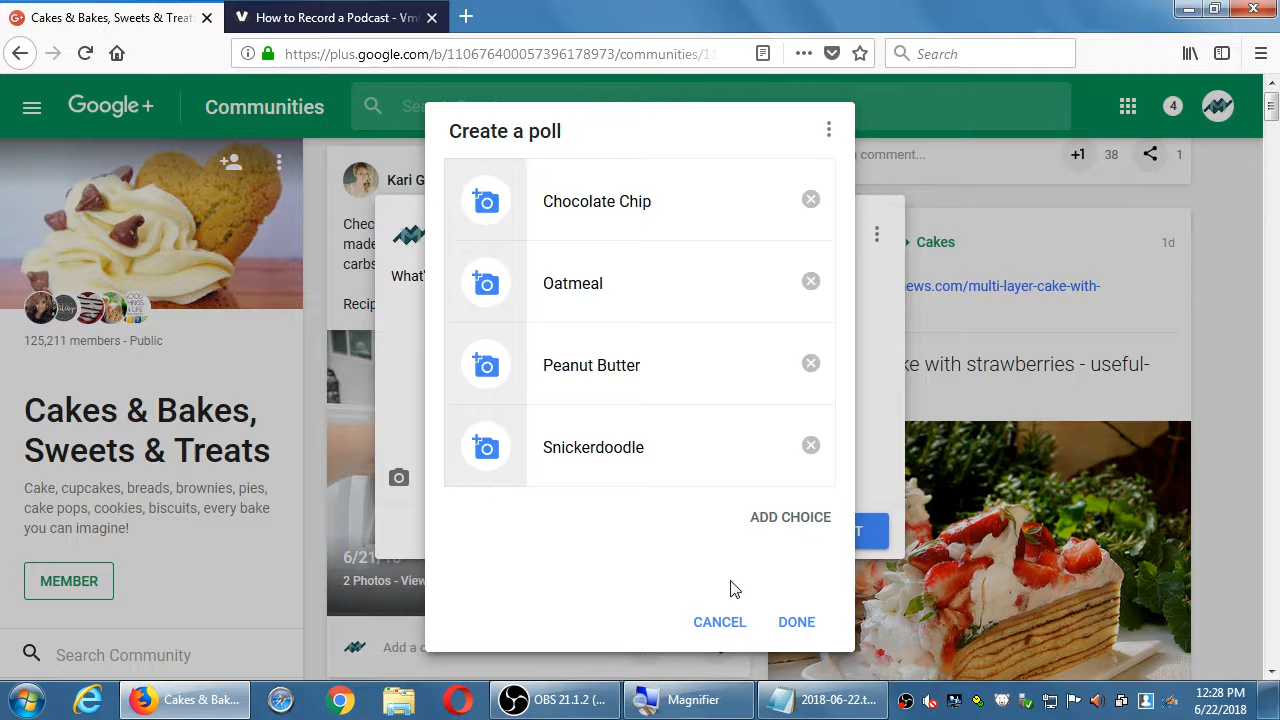 Cakes & Bakes, Sweets & Treats
How to Record a Podcast - Vm
https://plus.google.com/b/110676400057396178973/communities/11
Search
Google+
Communities
4
Create a poll
Chocolate Chip
Oatmeal
Peanut Butter
Snickerdoodle
ADD CHOICE
CANCEL
DONE
125,211 members - Public
Cakes & Bakes,
Sweets & Treats
Cake, cupcakes, breads, brownies, pies,
cake pops, cookies, biscuits, every bake
you can imagine!
MEMBER
Search Community
Kari G
Chec
made
carbs
Recip
What'
6/21/
2 Photos - View
Add a c
u comment...
+1
38
1
Cakes
1d
ews.com/multi-layer-cake-with-
ke with strawberries - useful-
T
Cakes & Bak...
OBS 21.1.2 (...
Magnifier
2018-06-22.t...
12:28 PM
6/22/2018